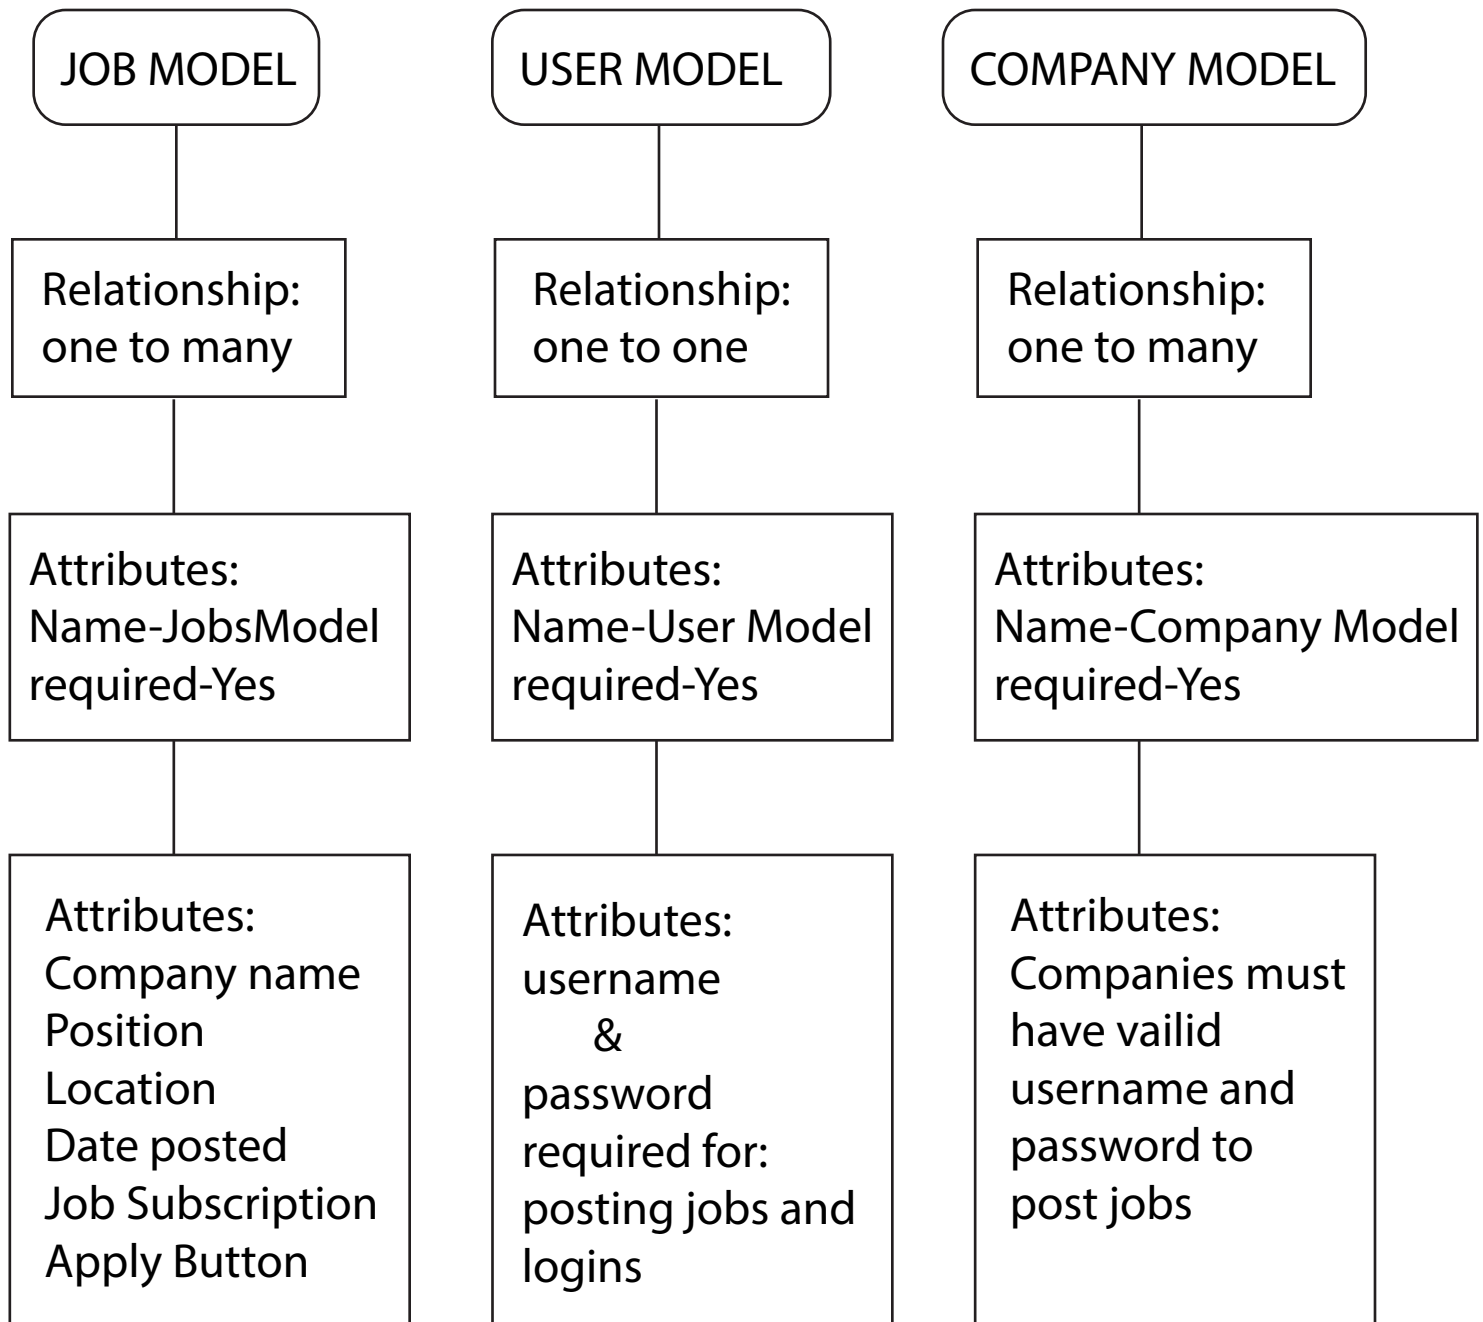 JOB MODEL
Relationship:
one to many
Attributes:
Name-JobsModel
required-Yes
Attributes:
Company name
Position
Location
Date posted
Job Subscription
Apply Button
USER MODEL
Relationship:
one to one
Attributes:
Name-User Model
required-Yes
Attributes:
username
&
password
required for:
posting jobs and
logins
COMPANY MODEL
Relationship:
one to many
Attributes:
Name-Company Model
required-Yes
Attributes:
Companies must
have vailid
username and
password to
post jobs